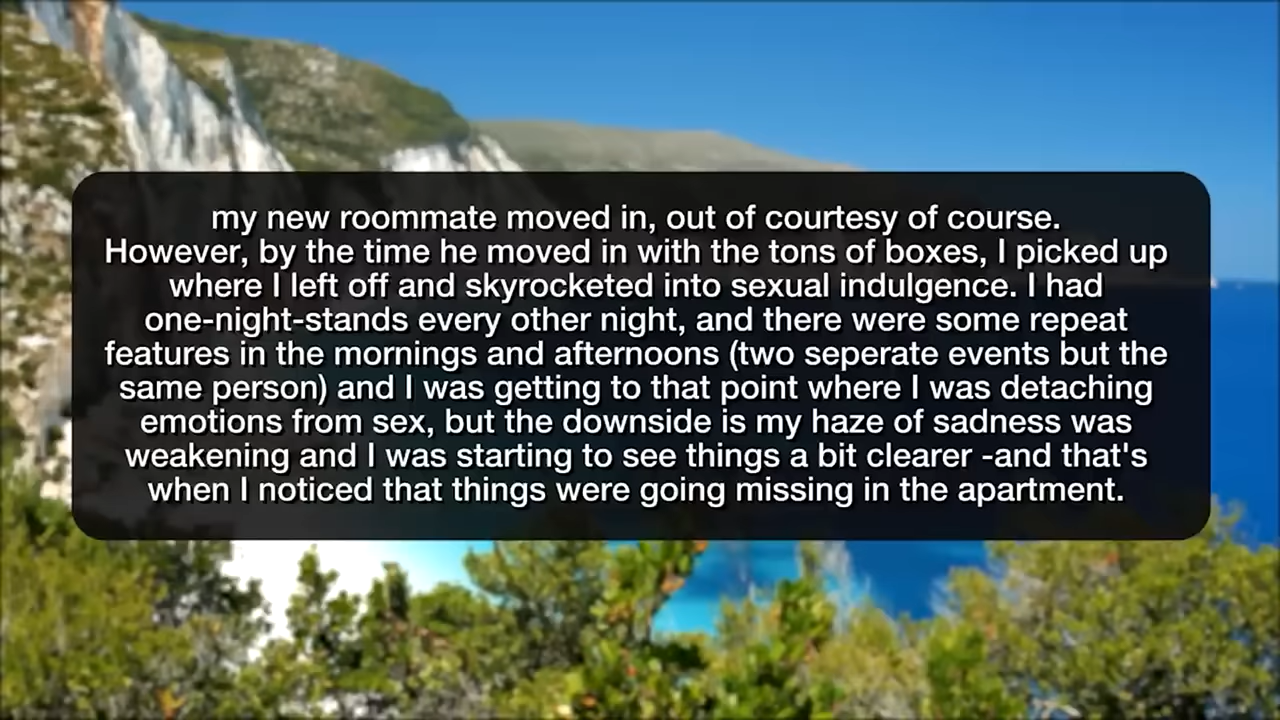 my new roommate moved in, out of courtesy of course.
However, by the time he moved in with the tons of boxes, I picked up
where I left off and skyrocketed into sexual indulgence. I had
one-night-stands every other night, and there were some repeat
features in the mornings and afternoons (two seperate events but the
same person) and I was getting to that point where I was detaching
emotions from sex, but the downside is my haze of sadness was
weakening and I was starting to see things a bit clearer -and that's
when I noticed that things were going missing in the apartment.